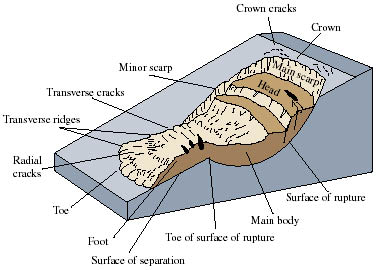 Crown cracks
Crown
Minor scarp
Main scarp
Head
Transverse cracks
Transverse ridges
Radial
cracks
Toe
Surface of rupture
Main body
Foot
Toe of surface of rupture
Surface of separation